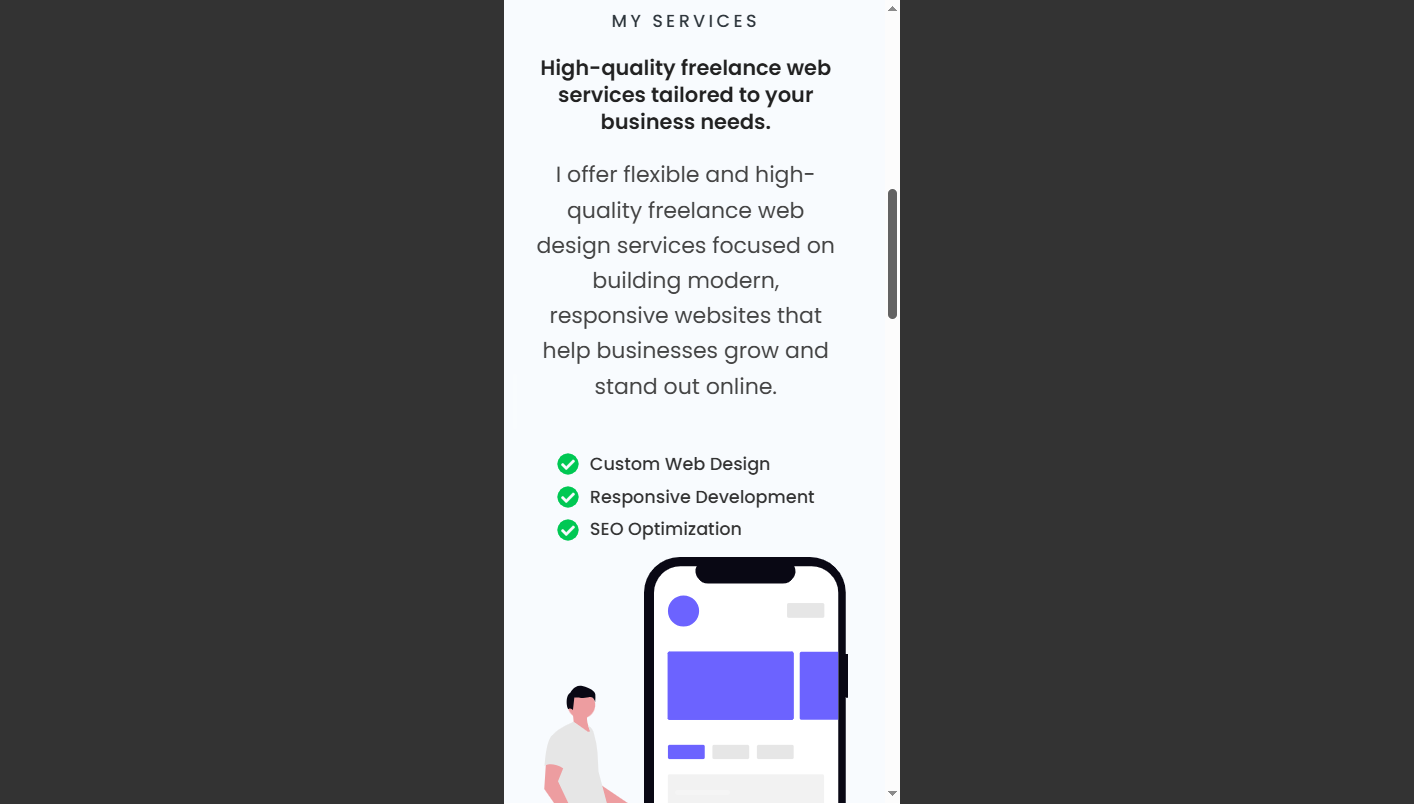 MY SERVICES
High-quality freelance web
services tailored to your
business needs.
I offer flexible and high-
quality freelance web
design services focused on
building modern,
responsive websites that
help businesses grow and
stand out online.
Custom Web Design
Responsive Development
SEO Optimization